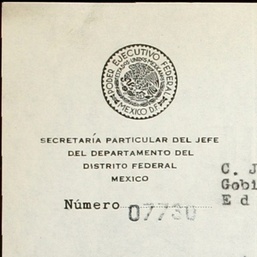 PODER EJECUTIVO FEDERAL
ESTADOS UNIDOS MEXICANOS
MEXICO D.F.
SECRETARÍA PARTICULAR DEL JEFE
DEL DEPARTAMENTO DEL
DISTRITO FEDERAL
MEXICO
Número 07730
C. J
Gobi
E d